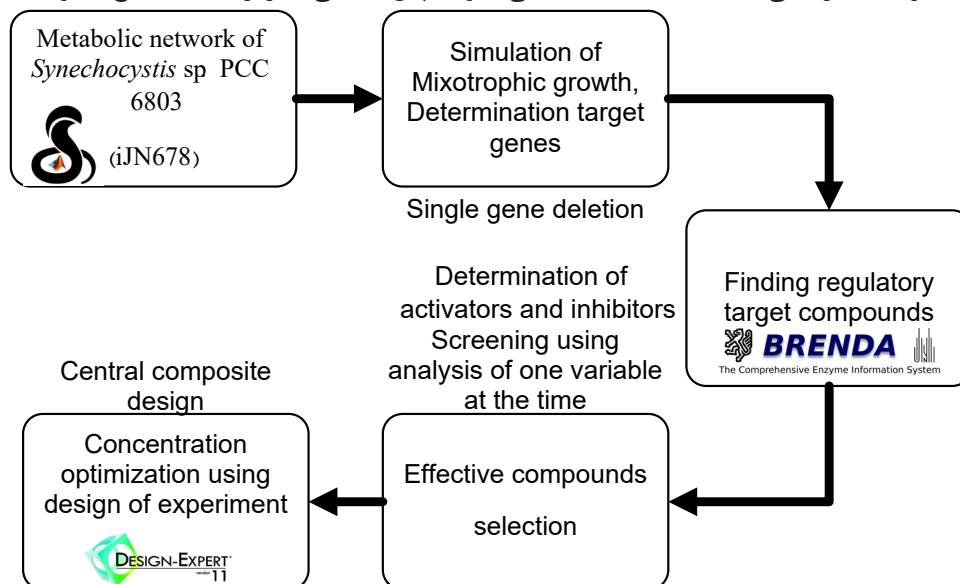 Metabolic network of
Synechocystis sp PCC
6803
(iJN678)
Simulation of
Mixotrophic growth,
Determination target
genes
Single gene deletion
Finding regulatory
target compounds
BRENDA
The Comprehensive Enzyme Information System
Determination of
activators and inhibitors
Screening using
analysis of one variable
at the time
Effective compounds
selection
Central composite
design
Concentration
optimization using
design of experiment
DESIGN-EXPERT
version 11